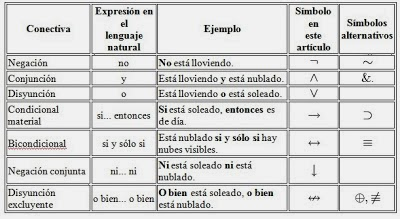 Conectiva Expresión en el lenguaje natural Ejemplo Símbolo en este artículo Símbolos alternativos
Negación no No está lloviendo. ¬ ∼
Conjunción y Está lloviendo y está nublado. ∧ &.
Disyunción o Está lloviendo o está soleado. ∨
Condicional material si... entonces Si está soleado, entonces es de día. → ⊃
Bicondicional si y sólo si Está nublado si y sólo si hay nubes visibles. ↔ ≡
Negación conjunta ni... ni Ni está soleado ni está nublado. ↓
Disyunción excluyente o bien... o bien O bien está soleado, o bien está nublado. ↮ ⊕, ≢